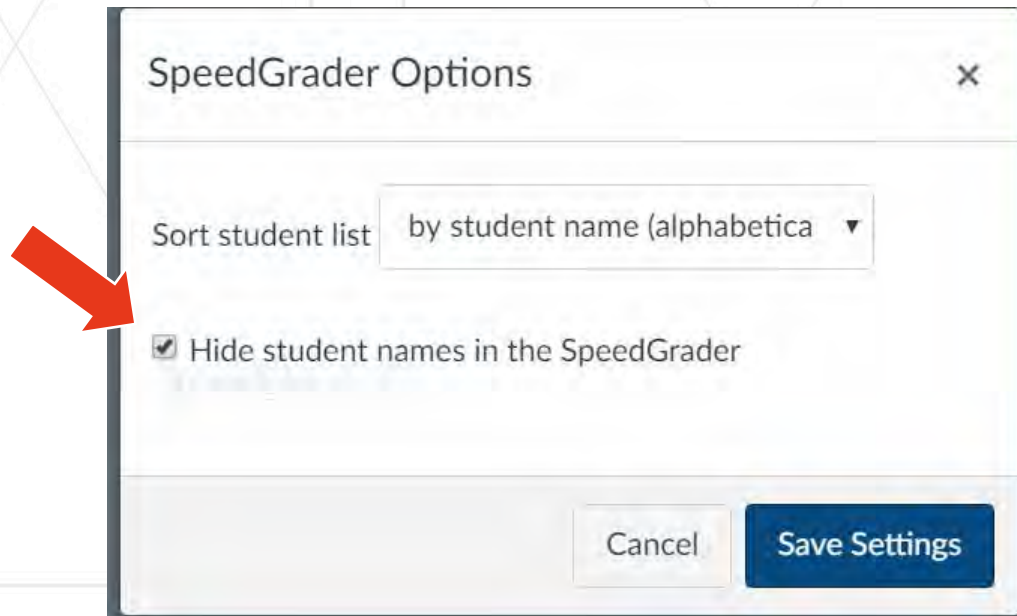 SpeedGrader Options ×
Sort student list by student name (alphabetica ▼
Hide student names in the SpeedGrader
Cancel Save Settings